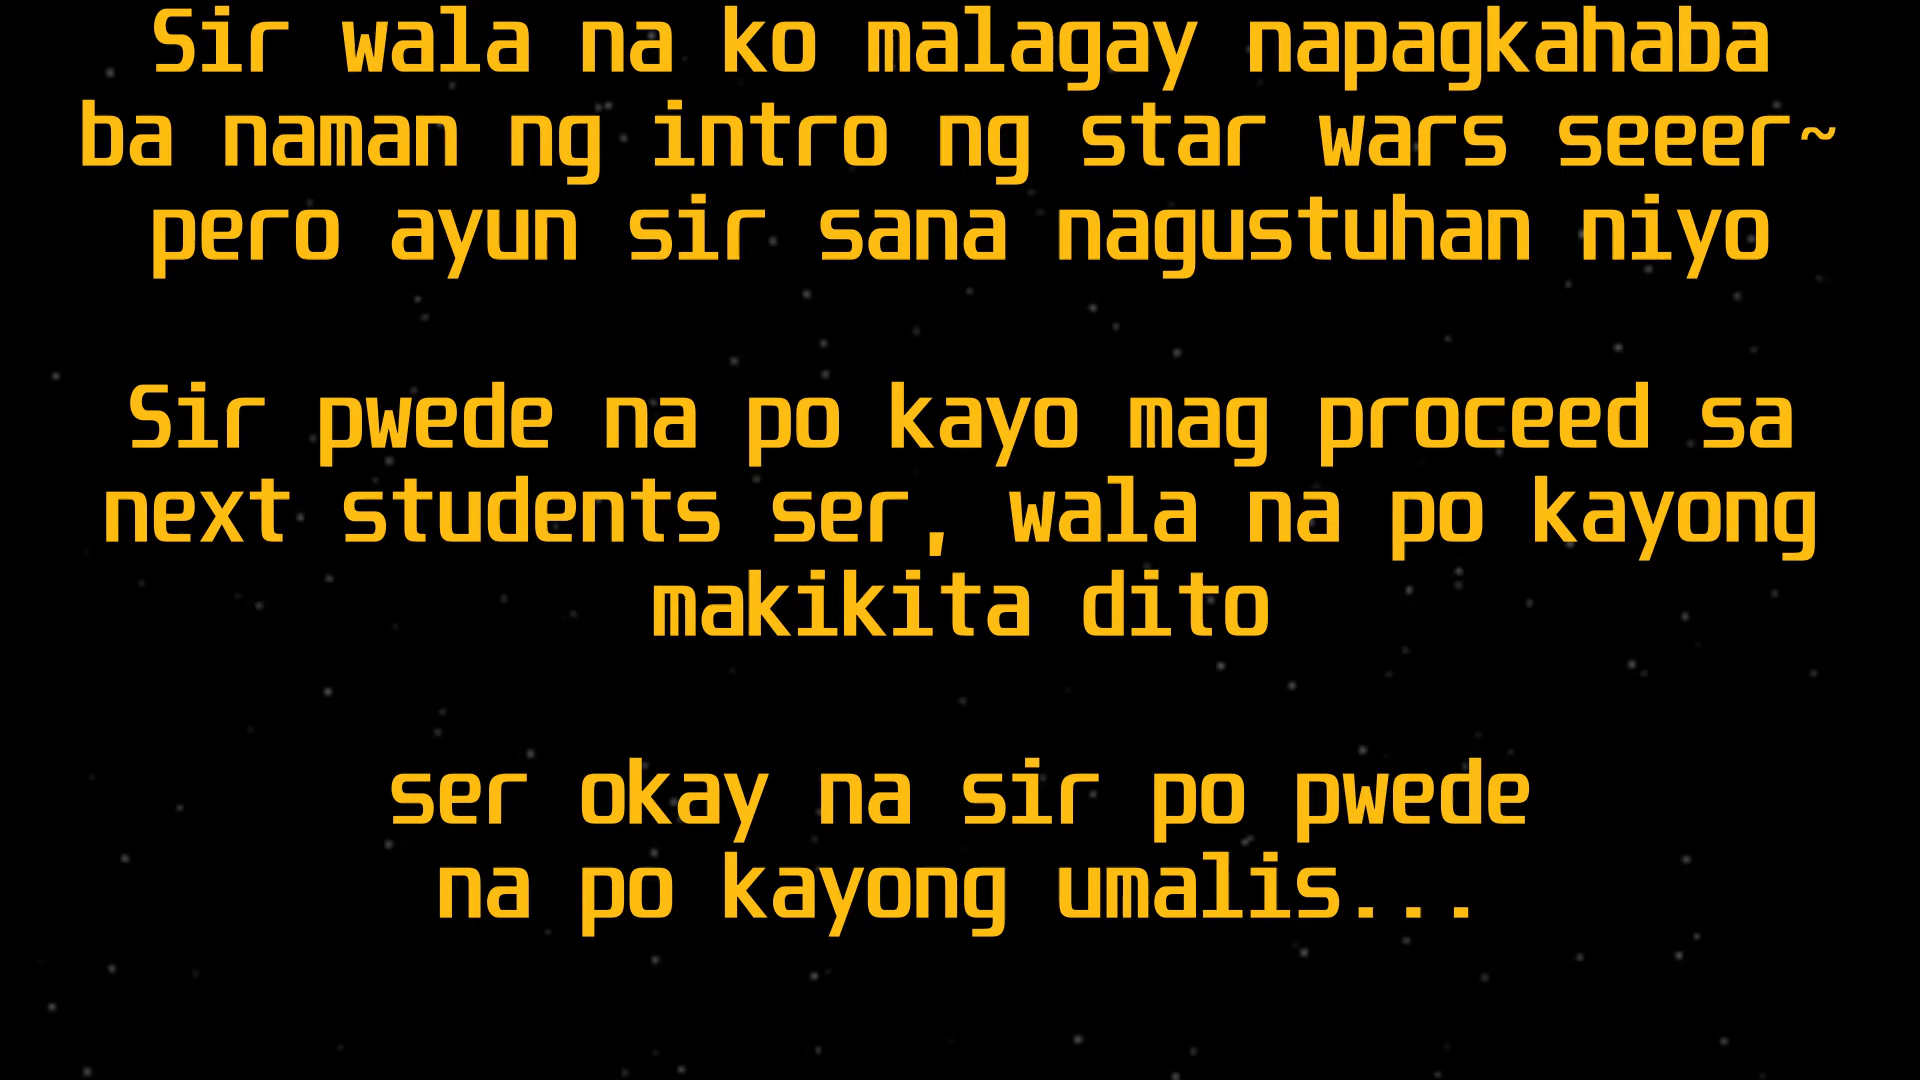 Sir wala na ko malagay napagkahaba
ba naman ng intro ng star wars seeer~
pero ayun sir sana nagustuhan niyo
Sir pwede na po kayo mag proceed sa
next students ser, wala na po kayong
makikita dito
ser okay na sir po pwede
na po kayong umalis...